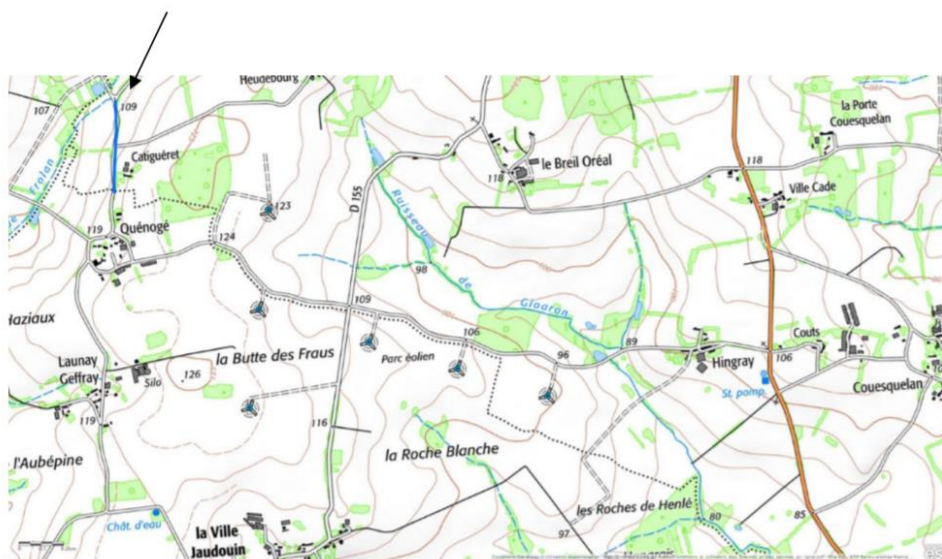 Heudebourg
107
109
la Porte
Couesquelan
Catiguéret
Frolan
118
le Breil Oréal
118
Ville Cade
Ruisseau
D 155
123
119
Quénogé
124
98
de
Glaaron
Haziaux
109
106
89
Couts
la Butte des Fraus
Parc éolien
96
Hingray
106
Launay
Geffray
Silo
126
Couesquelan
St. pomp
119
116
la Roche Blanche
l'Aubépine
les Roches de Henlé
Chât. d'eau
la Ville
Jaudouin
97
80
85